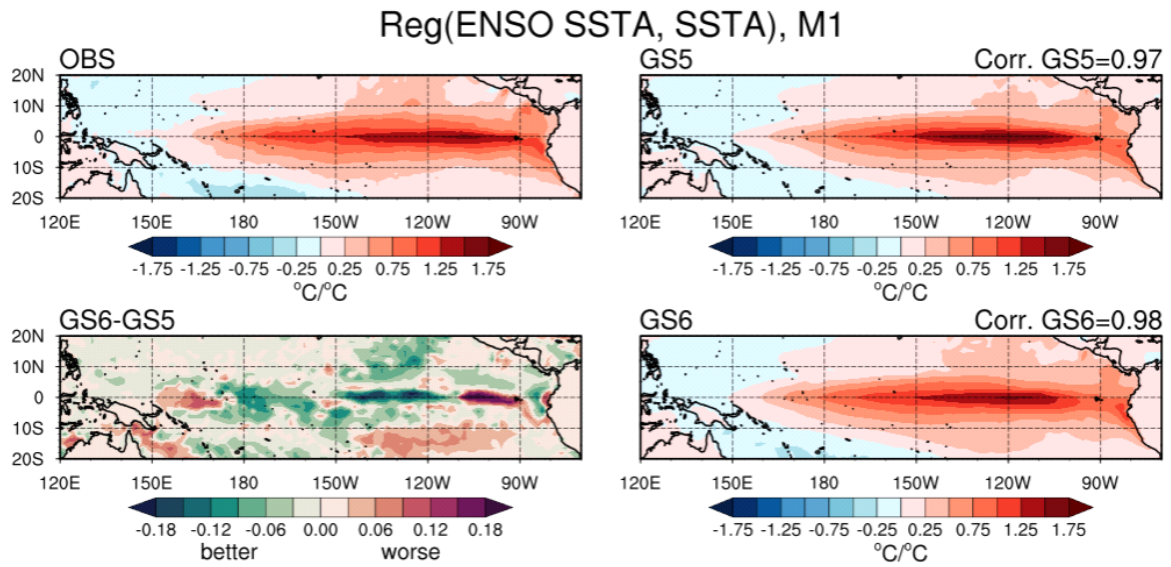 Reg(ENSO SSTA, SSTA), M1
OBS
20N
10N
0
10S
20S
120E 150E 180 150W 120W 90W
-1.75 -1.25 -0.75 -0.25 0.25 0.75 1.25 1.75
°C/°C
GS5 Corr. GS5=0.97
20N
10N
0
10S
20S
120E 150E 180 150W 120W 90W
-1.75 -1.25 -0.75 -0.25 0.25 0.75 1.25 1.75
°C/°C
GS6-GS5
20N
10N
0
10S
20S
120E 150E 180 150W 120W 90W
-0.18 -0.12 -0.06 0.00 0.06 0.12 0.18
better worse
GS6 Corr. GS6=0.98
20N
10N
0
10S
20S
120E 150E 180 150W 120W 90W
-1.75 -1.25 -0.75 -0.25 0.25 0.75 1.25 1.75
°C/°C